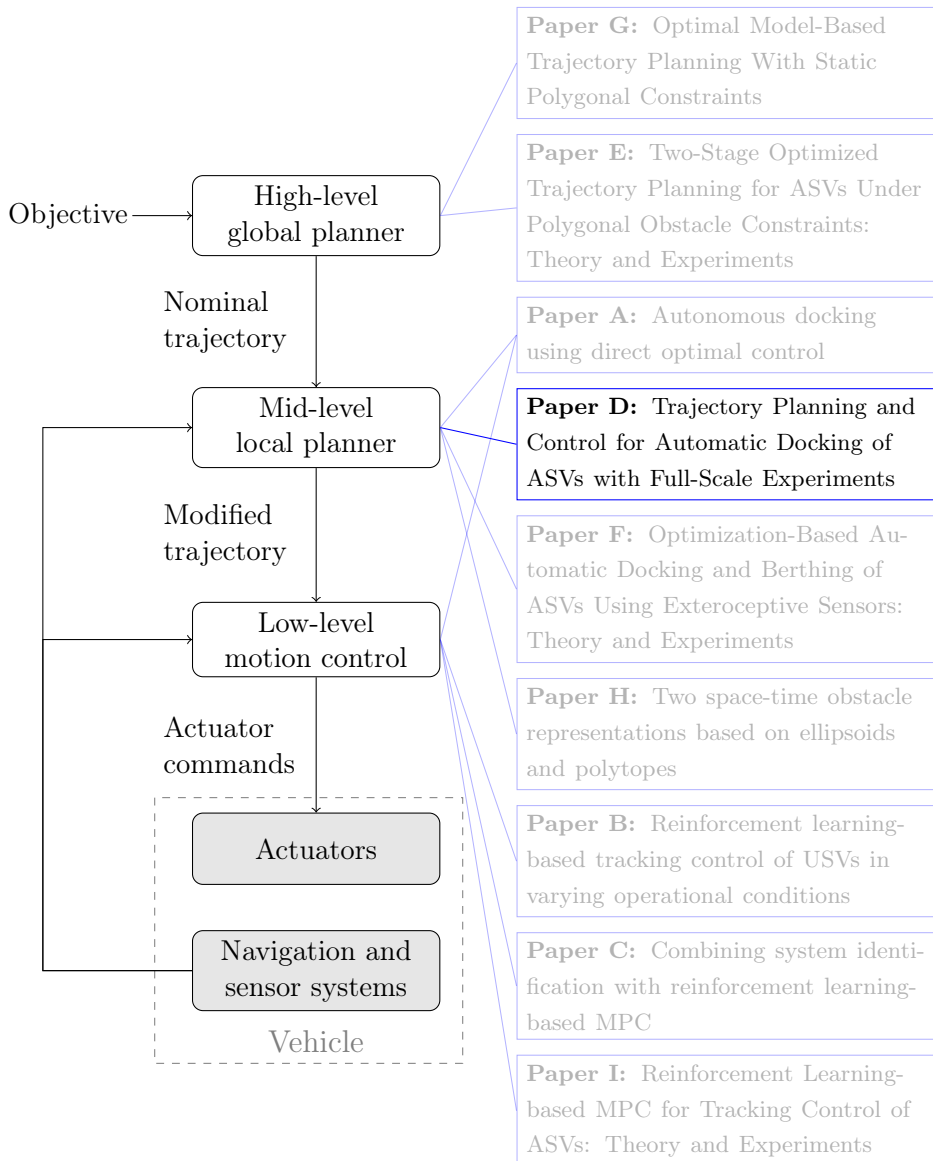 Objective
High-level
global planner
Nominal
trajectory
Mid-level
local planner
Modified
trajectory
Low-level
motion control
Actuator
commands
Actuators
Navigation and
sensor systems
Vehicle
Paper G: Optimal Model-Based
Trajectory Planning With Static
Polygonal Constraints
Paper E: Two-Stage Optimized
Trajectory Planning for ASVs Under
Polygonal Obstacle Constraints:
Theory and Experiments
Paper A: Autonomous docking
using direct optimal control
Paper D: Trajectory Planning and
Control for Automatic Docking of
ASVs with Full-Scale Experiments
Paper F: Optimization-Based Au-
tomatic Docking and Berthing of
ASVs Using Exteroceptive Sensors:
Theory and Experiments
Paper H: Two space-time obstacle
representations based on ellipsoids
and polytopes
Paper B: Reinforcement learning-
based tracking control of USVs in
varying operational conditions
Paper C: Combining system identi-
fication with reinforcement learning-
based MPC
Paper I: Reinforcement Learning-
based MPC for Tracking Control of
ASVs: Theory and Experiments